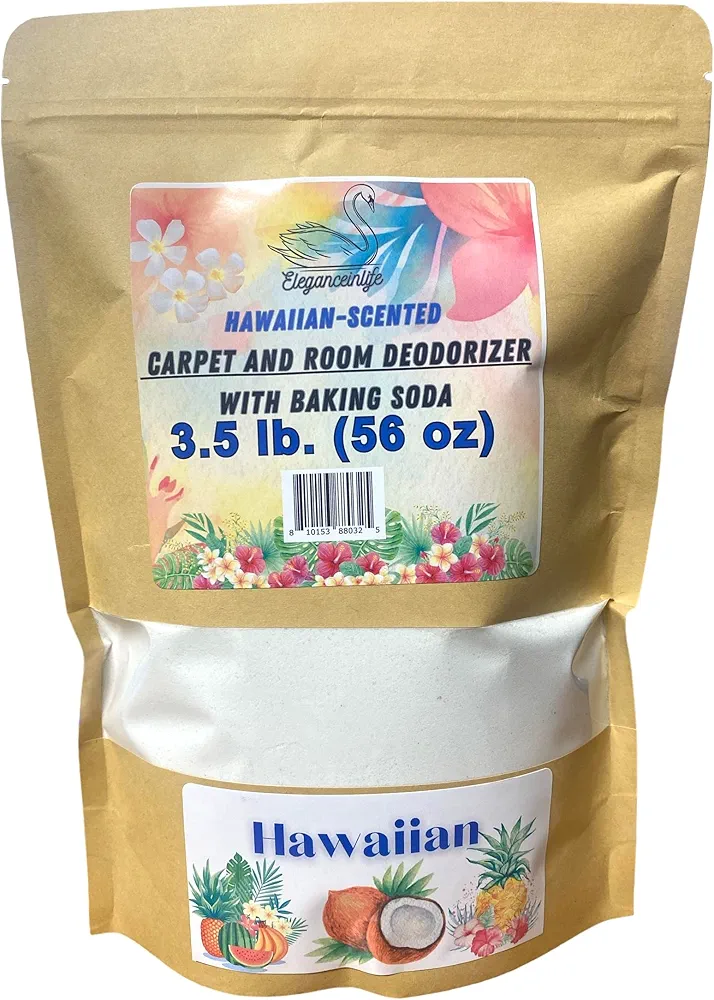 Eleganceinlife
HAWAIIAN-SCENTED
CARPET AND ROOM DEODORIZER
WITH BAKING SODA
3.5 lb. (56 oz)
8 10153 88032 5
Hawaiian